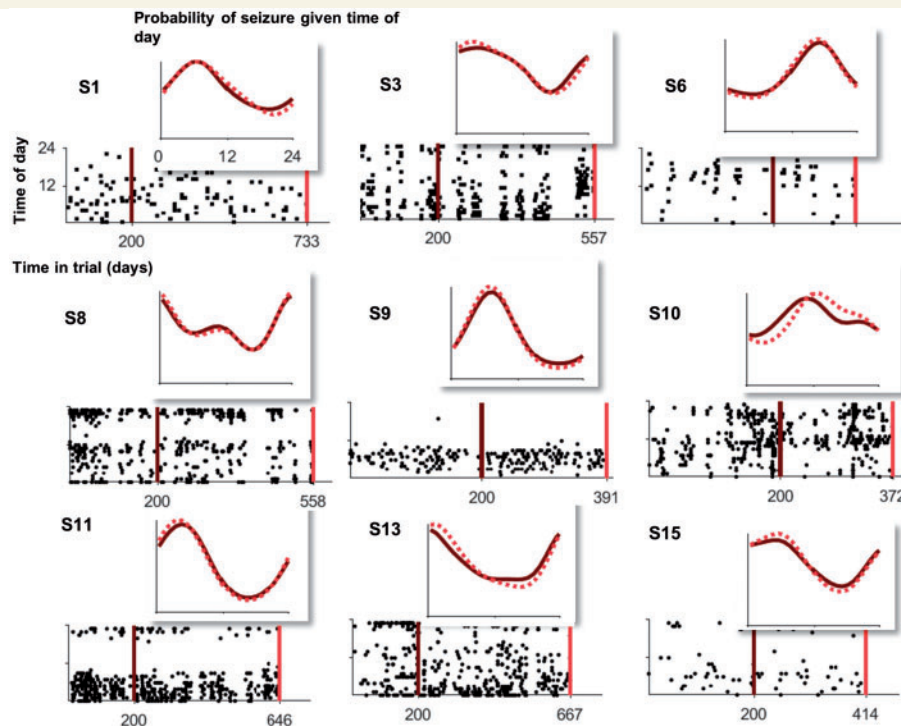 Probability of seizure given time of
day
S1
S3
S6
24
12
0 12 24
Time of day
200 733
200 557
Time in trial (days)
S8
S9
S10
200 558
200 391
200 372
S11
S13
S15
200 646
200 667
200 414